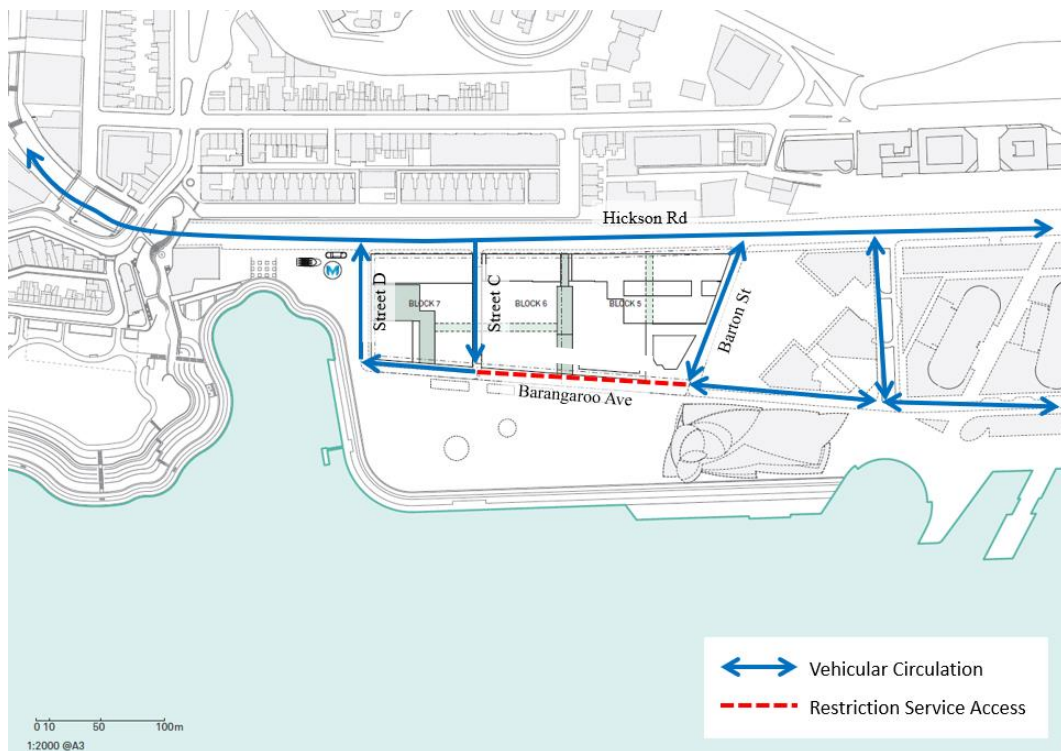 Hickson Rd
M
Street D
BLOCK 7
Street C
BLOCK 6
BLOCK 5
Barton St
Barangaroo Ave
Vehicular Circulation
Restriction Service Access
0 10 50 100m
1:2000 @A3